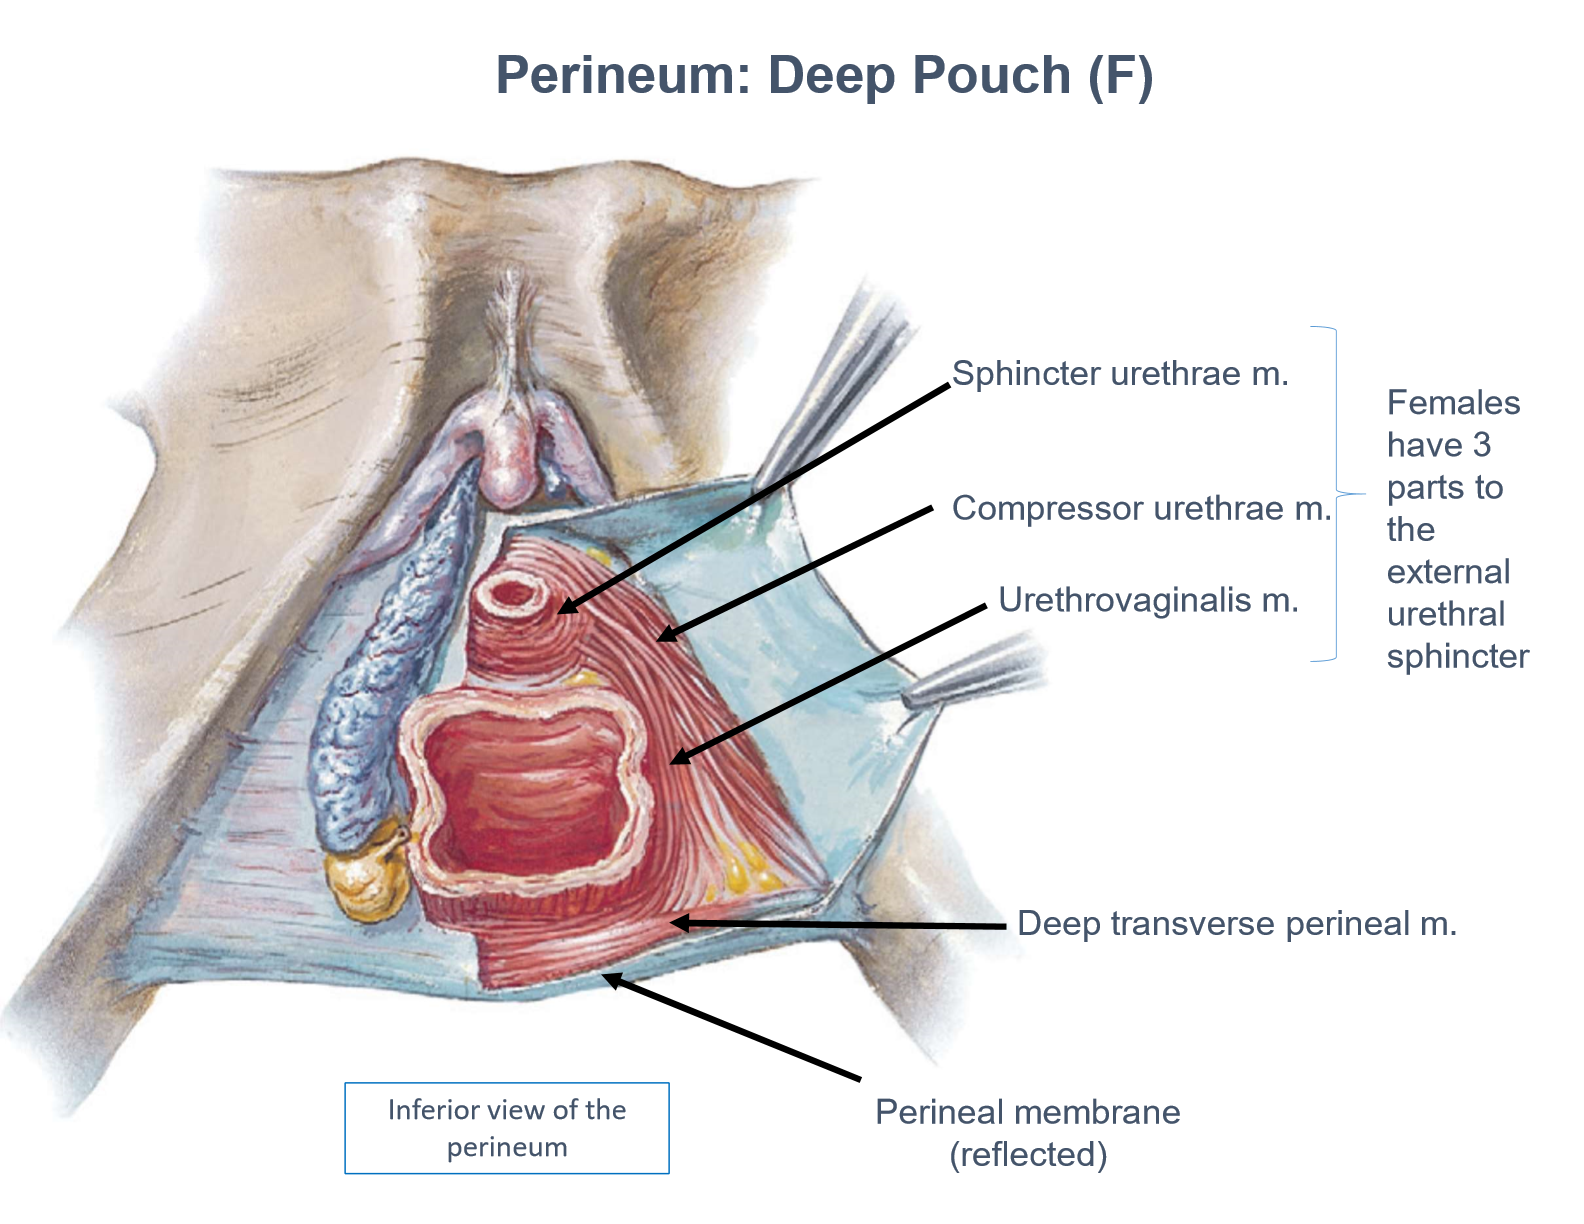 Perineum: Deep Pouch (F)
Sphincter urethrae m.
Compressor urethrae m.
Urethrovaginalis m.
Females
have 3
parts to
the
external
urethral
sphincter
Deep transverse perineal m.
Perineal membrane
(reflected)
Inferior view of the
perineum